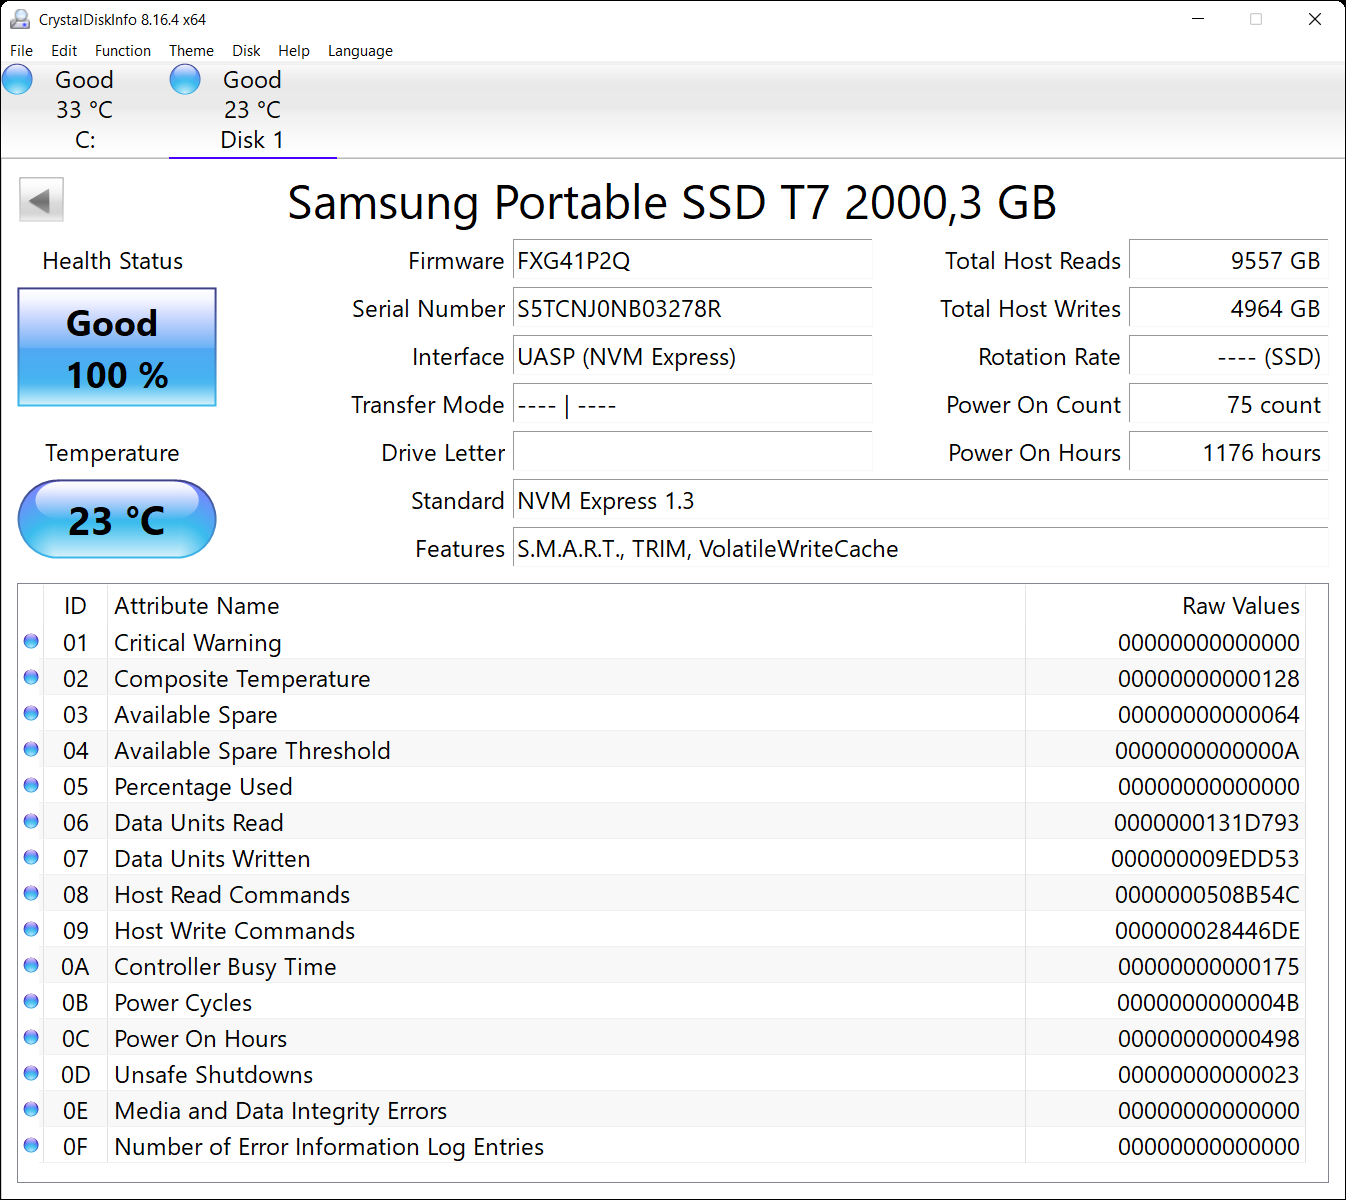 CrystalDiskInfo 8.16.4 x64
File Edit Function Theme Disk Help Language
Good Good
33 °C 23 °C
C: Disk 1
Samsung Portable SSD T7 2000,3 GB
Health Status
Good
100 %
Temperature
23 °C
Firmware FXG41P2Q Total Host Reads 9557 GB
Serial Number S5TCNJ0NB03278R Total Host Writes 4964 GB
Interface UASP (NVM Express) Rotation Rate ---- (SSD)
Transfer Mode ---- | ---- Power On Count 75 count
Drive Letter Power On Hours 1176 hours
Standard NVM Express 1.3
Features S.M.A.R.T., TRIM, VolatileWriteCache
ID Attribute Name Raw Values
01 Critical Warning 00000000000000
02 Composite Temperature 00000000000128
03 Available Spare 00000000000064
04 Available Spare Threshold 0000000000000A
05 Percentage Used 00000000000000
06 Data Units Read 0000000131D793
07 Data Units Written 000000009EDD53
08 Host Read Commands 0000000508B54C
09 Host Write Commands 000000028446DE
0A Controller Busy Time 00000000000175
0B Power Cycles 0000000000004B
0C Power On Hours 00000000000498
0D Unsafe Shutdowns 00000000000023
0E Media and Data Integrity Errors 00000000000000
0F Number of Error Information Log Entries 00000000000000